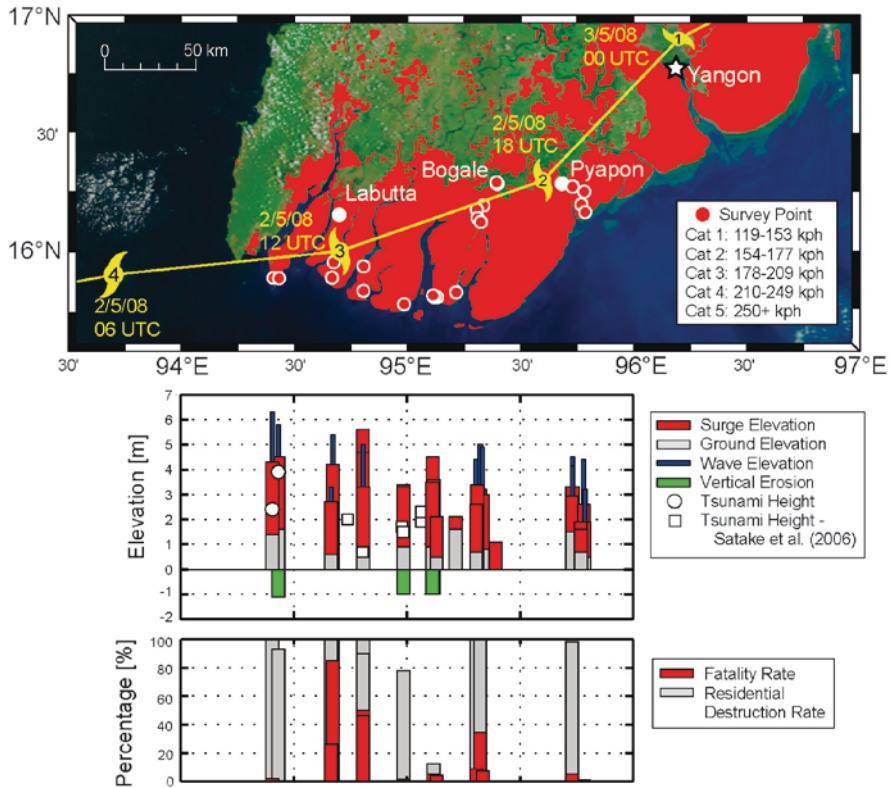 17°N
0 50 km
3/5/08
00 UTC
1
Yangon
30'
2/5/08
18 UTC
Bogale
Pyapon
2
Labutta
2/5/08
12 UTC
3
16°N
4
2/5/08
06 UTC
Survey Point
Cat 1: 119-153 kph
Cat 2: 154-177 kph
Cat 3: 178-209 kph
Cat 4: 210-249 kph
Cat 5: 250+ kph
30' 94°E 30' 95°E 30' 96°E 30' 97°E
Elevation [m]
7
6
5
4
3
2
1
0
-1
-2
Surge Elevation
Ground Elevation
Wave Elevation
Vertical Erosion
Tsunami Height
Tsunami Height -
Satake et al. (2006)
Percentage [%]
100
80
60
40
20
0
Fatality Rate
Residential
Destruction Rate